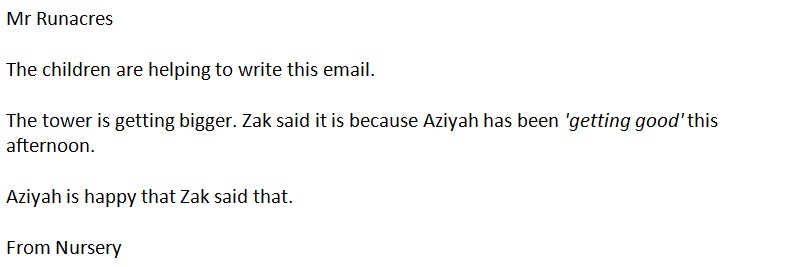 Mr Runacres
The children are helping to write this email.
The tower is getting bigger. Zak said it is because Aziyah has been 'getting good' this
afternoon.
Aziyah is happy that Zak said that.
From Nursery